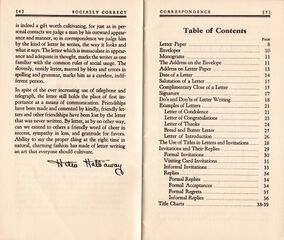 [4] SOCIALLY CORRECT
is indeed a gift worth cultivating, for just as in per-
sonal contacts we judge a man by his outward appear-
ance and manner, so in correspondence we judge him
by the kind of letter he writes, the way it looks and
what it says. The letter which is immaculate in appear-
ance and adequate in thought, marks the writer as one
familiar with the social customs of good usage. The
slovenly, untidy letter, marred by blots and errors in
spelling and grammar, marks him as a careless, indif-
ferent person.
In spite of the ever increasing use of telephone and
telegraph, the letter still holds the place of first im-
portance as a means of communication. Friendships
have been made and cemented by kindly, friendly let-
ters and other friendships have been lost by the letter
that was never written. By letter, as by no other way,
can we extend to others a friendly word of cheer in
sorrow, sympathy in loss, and gratitude for favors.
Ability to say the right thing at the right time in
natural, charming fashion has made of letter writing
an art that everyone should cultivate.
CORRESPONDENCE [5]
Table of Contents
PAGE
Letter Paper 8
Envelopes 10
Monograms 11
The Address on the Envelope 11
Address on Letter Paper 13
Date of a Letter 14
Salutation of a Letter 14
Complimentary Close of a Letter 17
Signature 17
Do's and Don'ts of Letter Writing 18
Examples of Letters 21
Letter of Condolence 21
Letter of Congratulations 23
Letter of Thanks 24
Bread and Butter Letter 25
Letter of Introduction 26
The Use of Titles in Letters and Invitations 28
Invitations and Their Replies 29
Formal Invitations 30
Visiting Card Invitations 31
Informal Invitations 33
Replies 34
Formal Replies 34
Formal Acceptances 34
Formal Regrets 35
Informal Replies 36
Title Charts 38-39